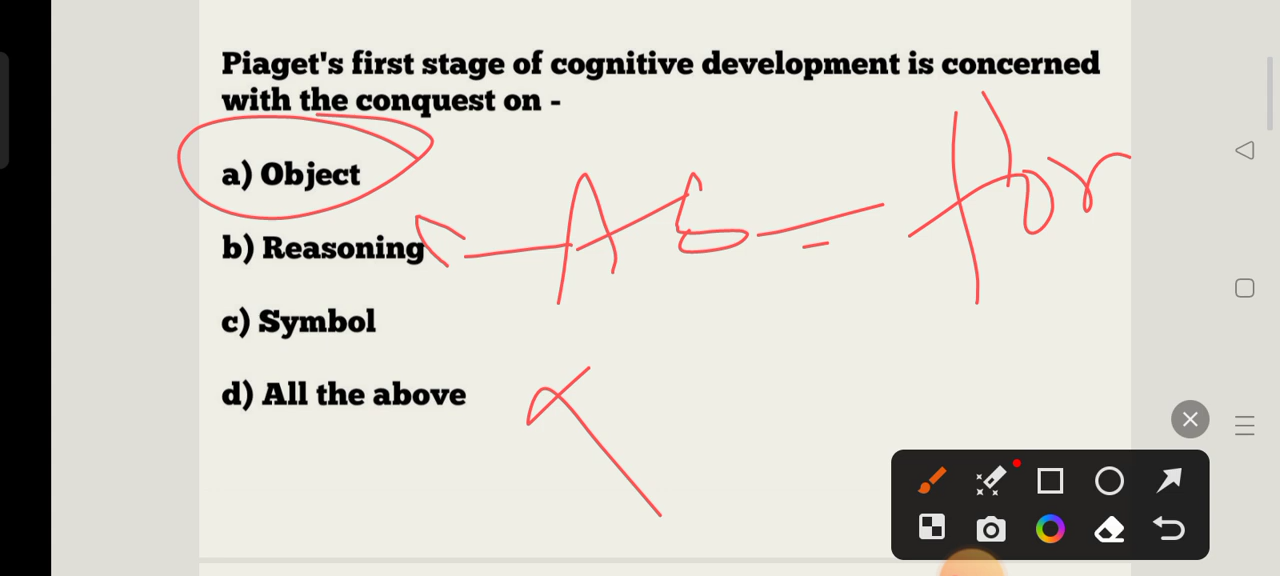 Piaget's first stage of cognitive development is concerned
with the conquest on -
a) Object
b) Reasoning
c) Symbol
d) All the above